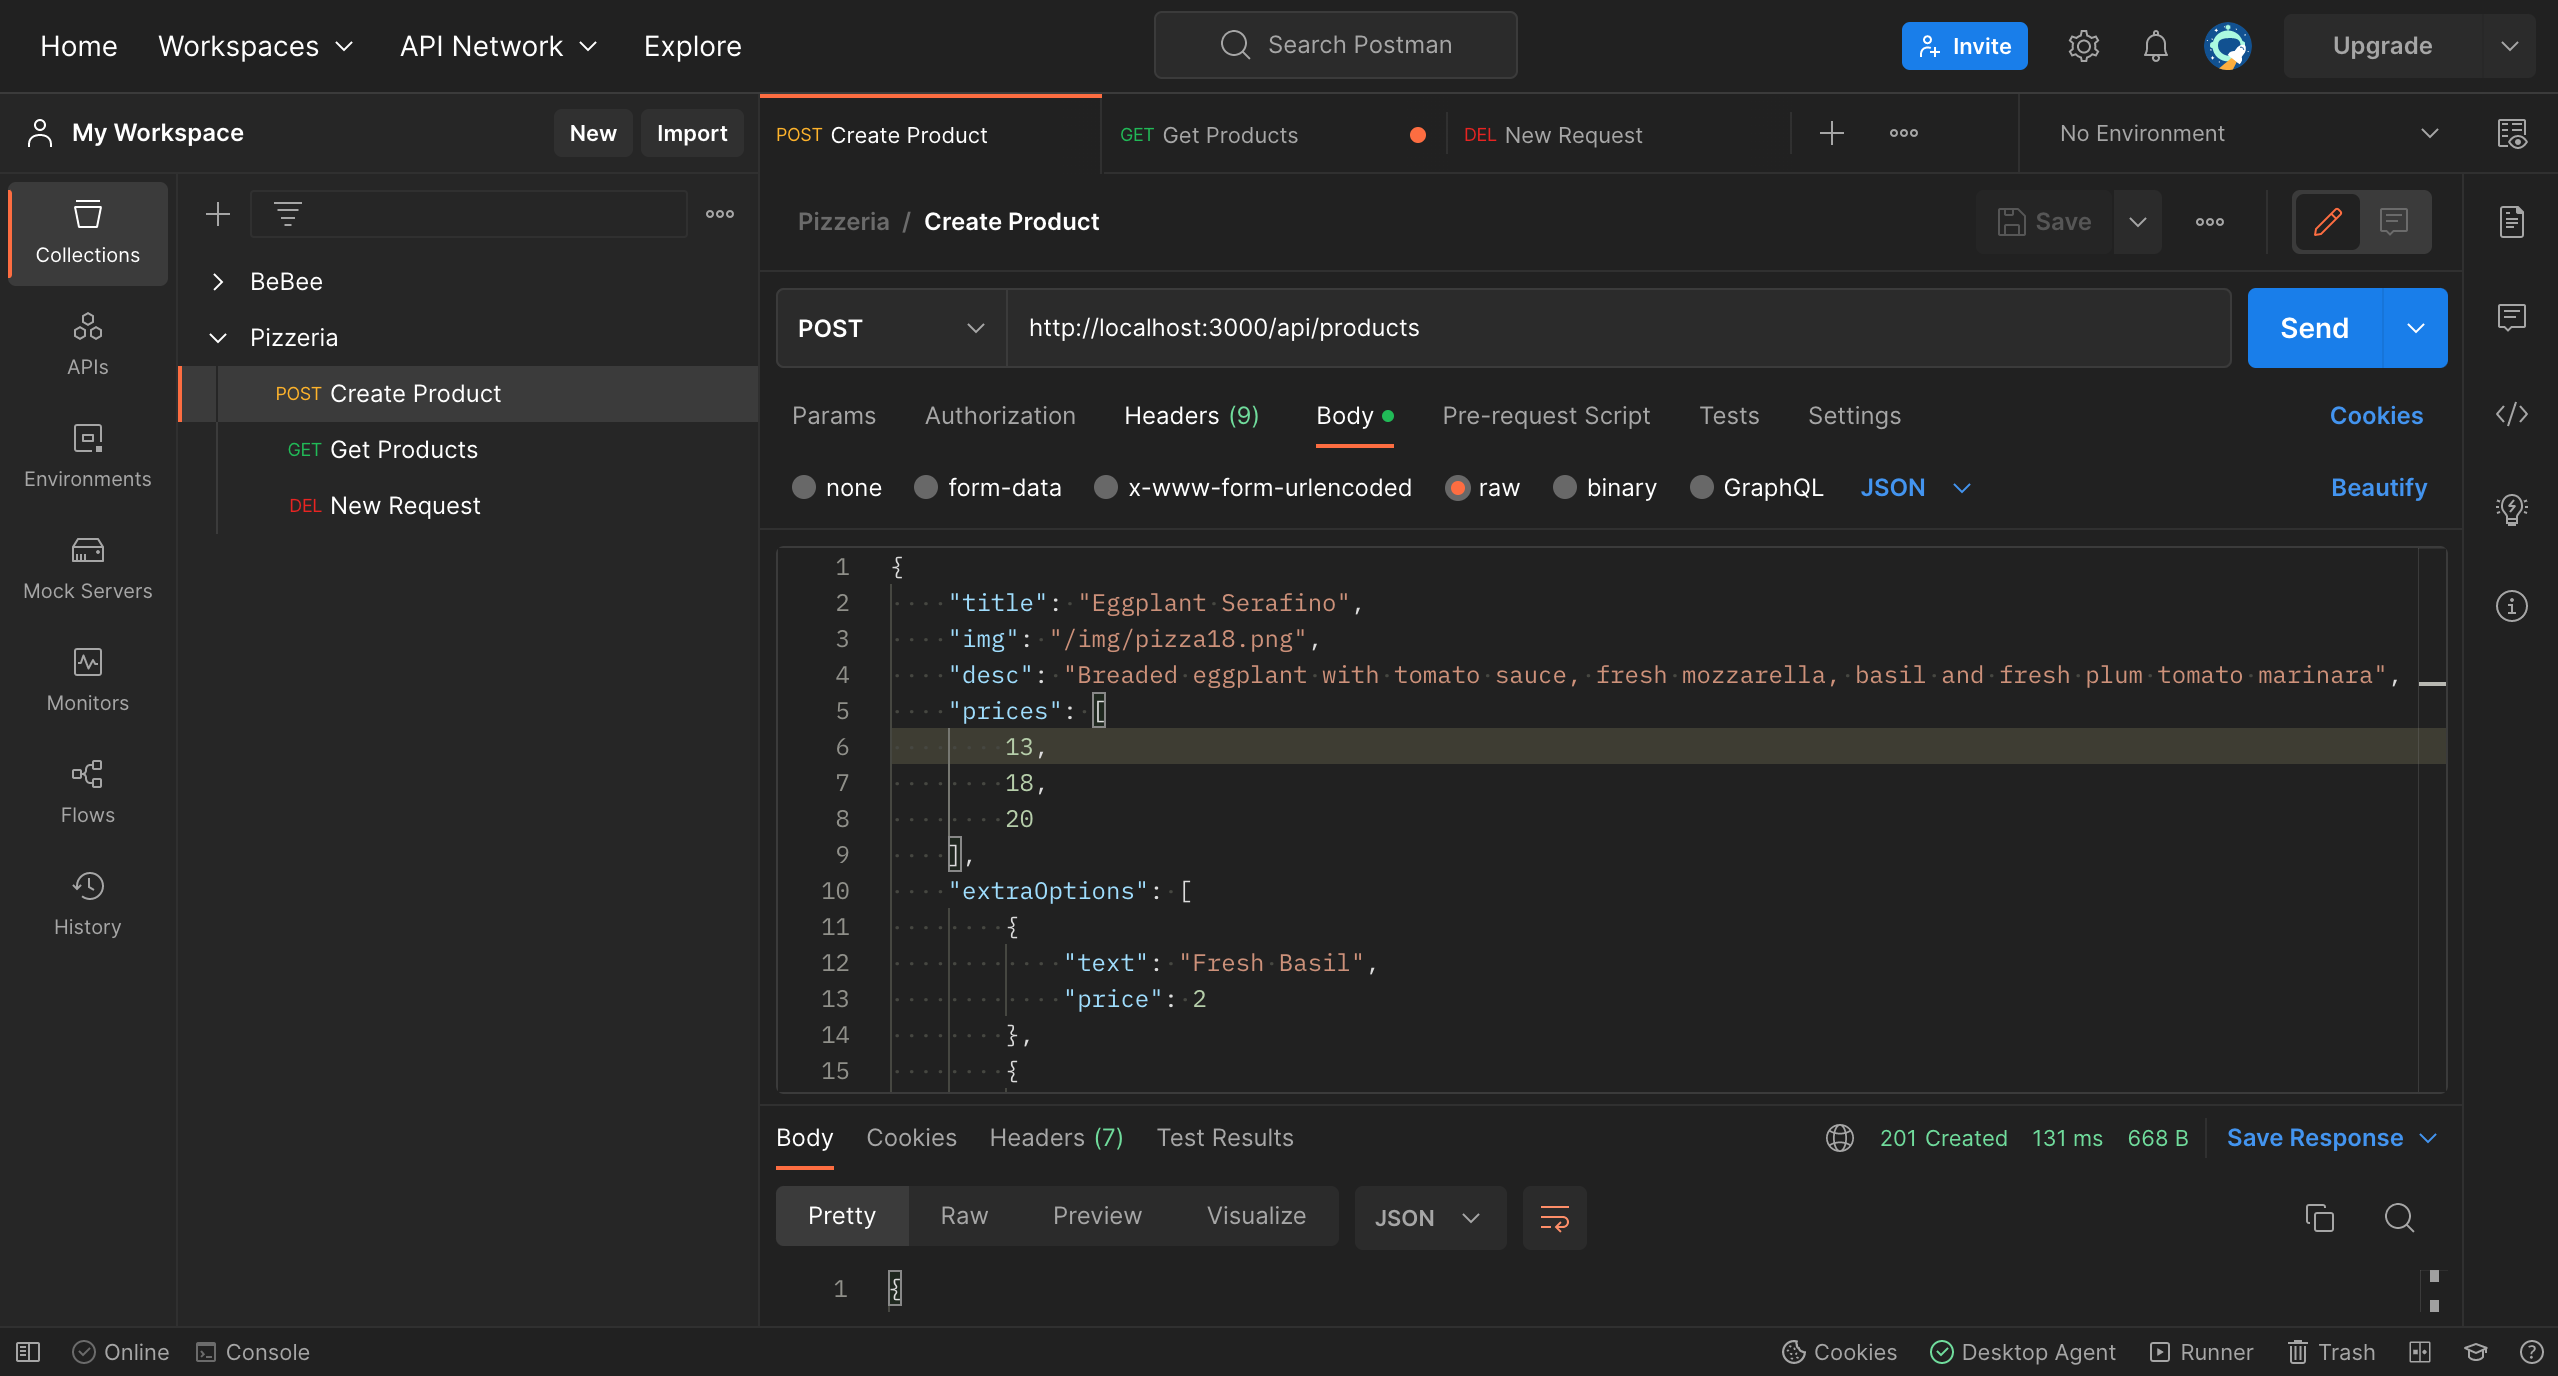 Home Workspaces API Network Explore Search Postman Invite Upgrade
My Workspace New Import
POST Create Product GET Get Products DEL New Request No Environment
Collections
APIs
Environments
Mock Servers
Monitors
Flows
History
BeBee
Pizzeria
POST Create Product
GET Get Products
DEL New Request
Pizzeria / Create Product Save
POST http://localhost:3000/api/products Send
Params Authorization Headers (9) Body Pre-request Script Tests Settings Cookies
none form-data x-www-form-urlencoded raw binary GraphQL JSON Beautify
1 {
2 "title": "Eggplant Serafino",
3 "img": "/img/pizza18.png",
4 "desc": "Breaded eggplant with tomato sauce, fresh mozzarella, basil and fresh plum tomato marinara",
5 "prices": [
6 13,
7 18,
8 20
9 ],
10 "extraOptions": [
11 {
12 "text": "Fresh Basil",
13 "price": 2
14 },
15 {
Body Cookies Headers (7) Test Results 201 Created 131 ms 668 B Save Response
Pretty Raw Preview Visualize JSON
1 {
Online Console Cookies Desktop Agent Runner Trash